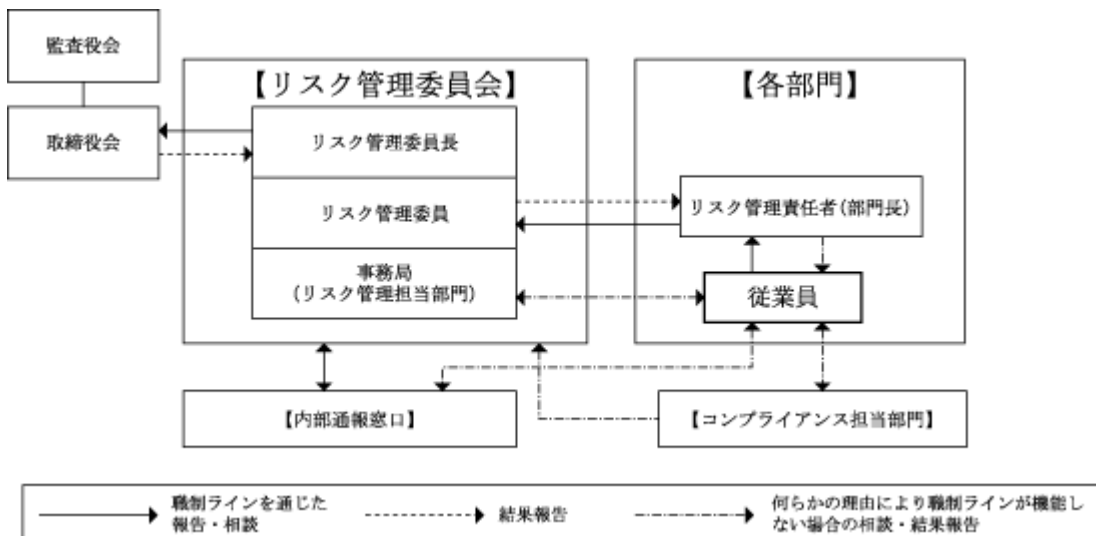 監査役会
取締役会
【リスク管理委員会】
リスク管理委員長
リスク管理委員
事務局
(リスク管理担当部門)
【各部門】
リスク管理責任者(部門長)
従業員
【内部通報窓口】
【コンプライアンス担当部門】
職制ラインを通じた
報告・相談
結果報告
何らかの理由により職制ラインが機能し
ない場合の相談・結果報告